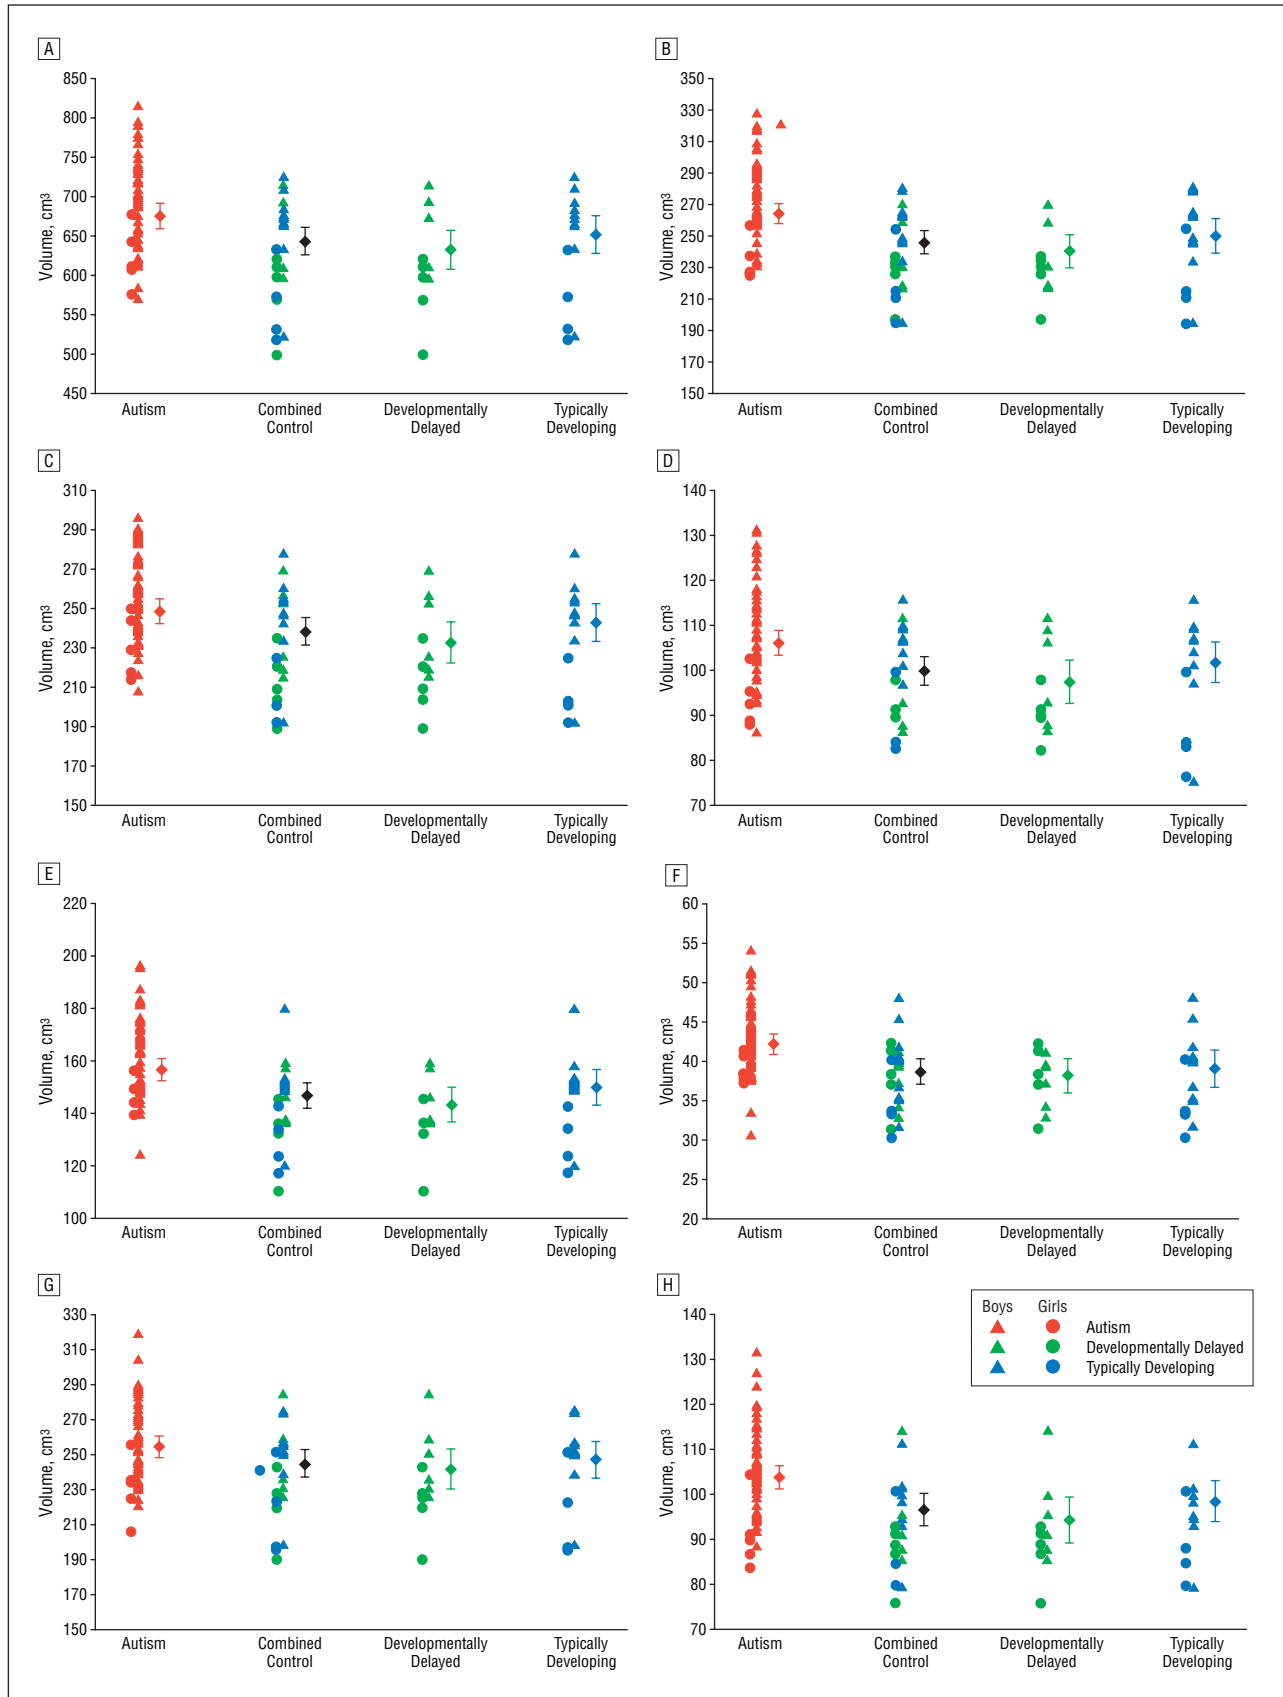 A
850
800
750
700
650
600
550
500
450
Volume, cm³
Autism
Combined
Control
Developmentally
Delayed
Typically
Developing
B
350
330
310
290
270
250
230
210
190
170
150
Volume, cm³
Autism
Combined
Control
Developmentally
Delayed
Typically
Developing
C
310
290
270
250
230
210
190
170
150
Volume, cm³
Autism
Combined
Control
Developmentally
Delayed
Typically
Developing
D
140
130
120
110
100
90
80
70
Volume, cm³
Autism
Combined
Control
Developmentally
Delayed
Typically
Developing
E
220
200
180
160
140
120
100
Volume, cm³
Autism
Combined
Control
Developmentally
Delayed
Typically
Developing
F
60
55
50
45
40
35
30
25
20
Volume, cm³
Autism
Combined
Control
Developmentally
Delayed
Typically
Developing
G
330
310
290
270
250
230
210
190
170
150
Volume, cm³
Autism
Combined
Control
Developmentally
Delayed
Typically
Developing
H
140
130
120
110
100
90
80
70
Volume, cm³
Autism
Combined
Control
Developmentally
Delayed
Typically
Developing
Boys Girls
Autism
Developmentally Delayed
Typically Developing